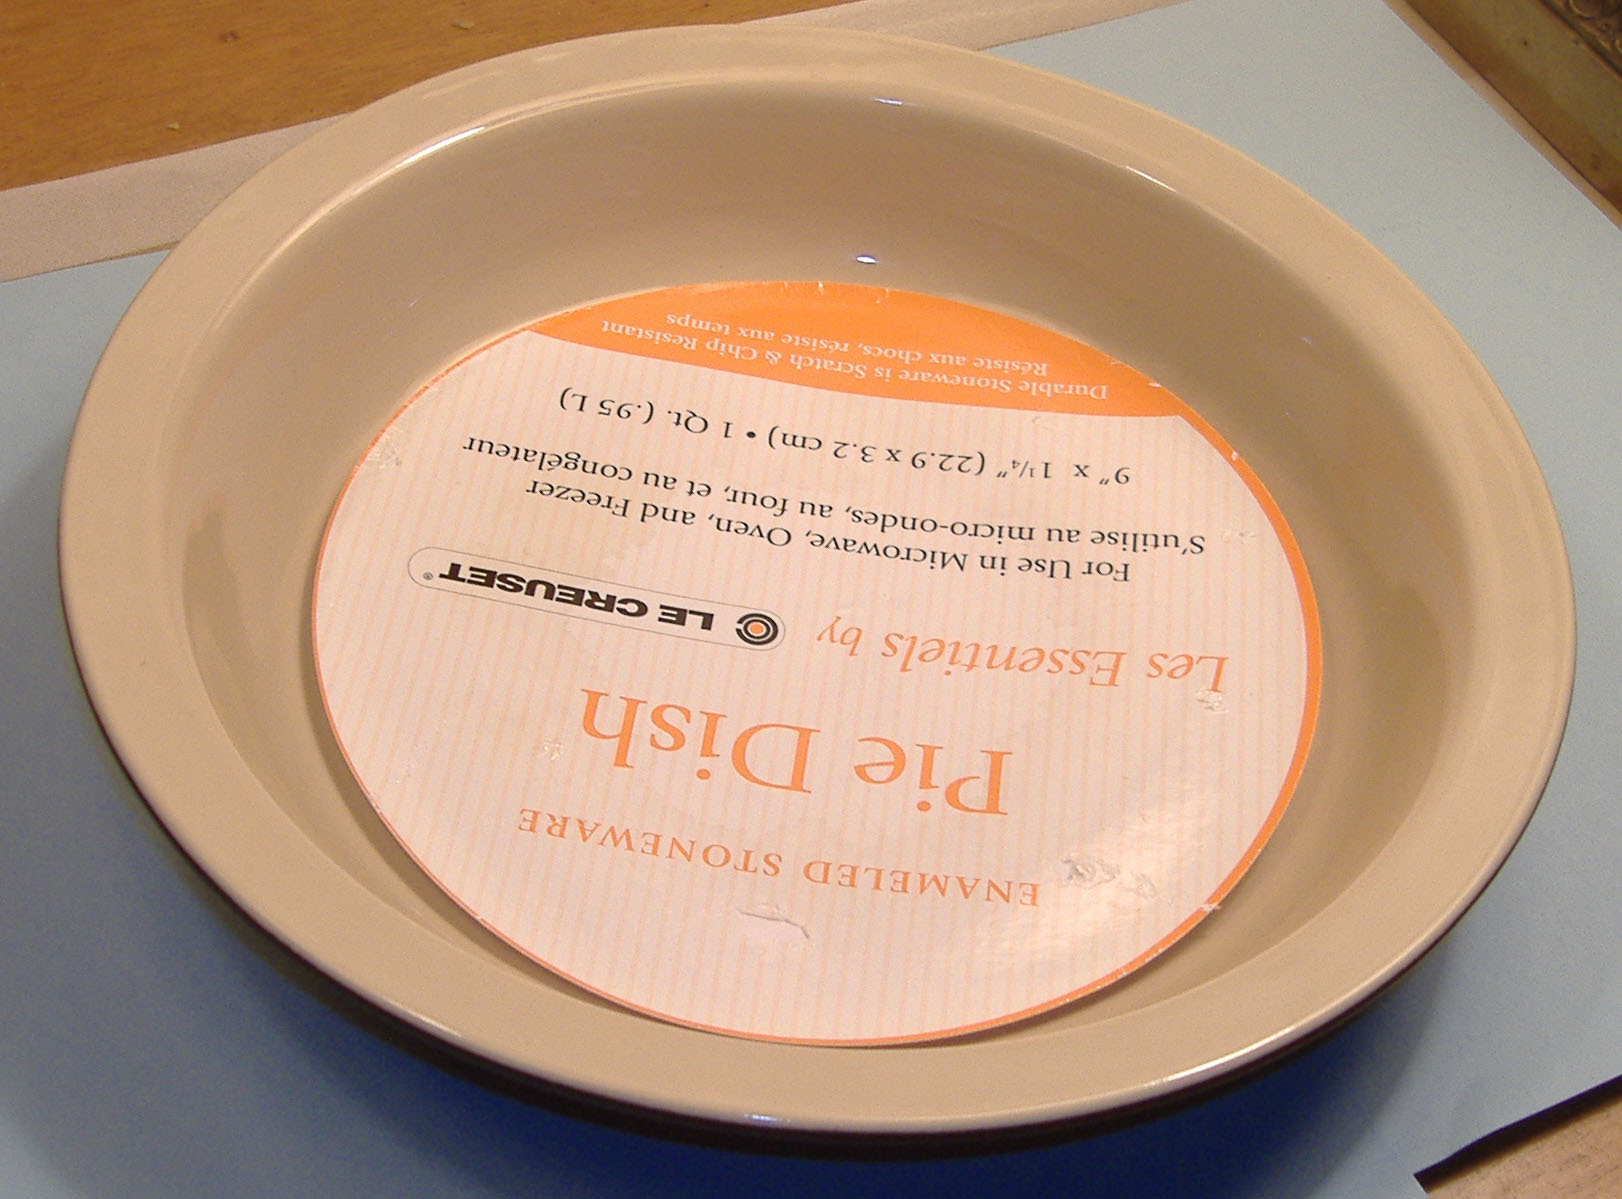 ENAMELED STONEWARE
Pie Dish
Les Essentiels by LE CREUSET®
For Use in Microwave, Oven, and Freezer
S'utilise au micro-ondes, au four, et au congélateur
9" x 1¼" (22.9 x 3.2 cm) • 1 Qt. (.95 L)
Durable Stoneware is Scratch & Chip Resistant
Résiste aux chocs, résiste aux temps